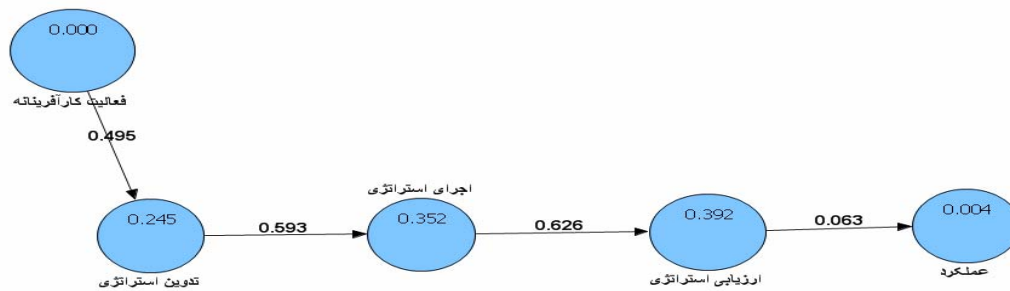 0.000
فعالیت کارآفرینانه
0.495
0.245
تدوین استراتژی
0.593
اجرای استراتژی
0.352
0.626
0.392
ارزیابی استراتژی
0.063
0.004
عملکرد